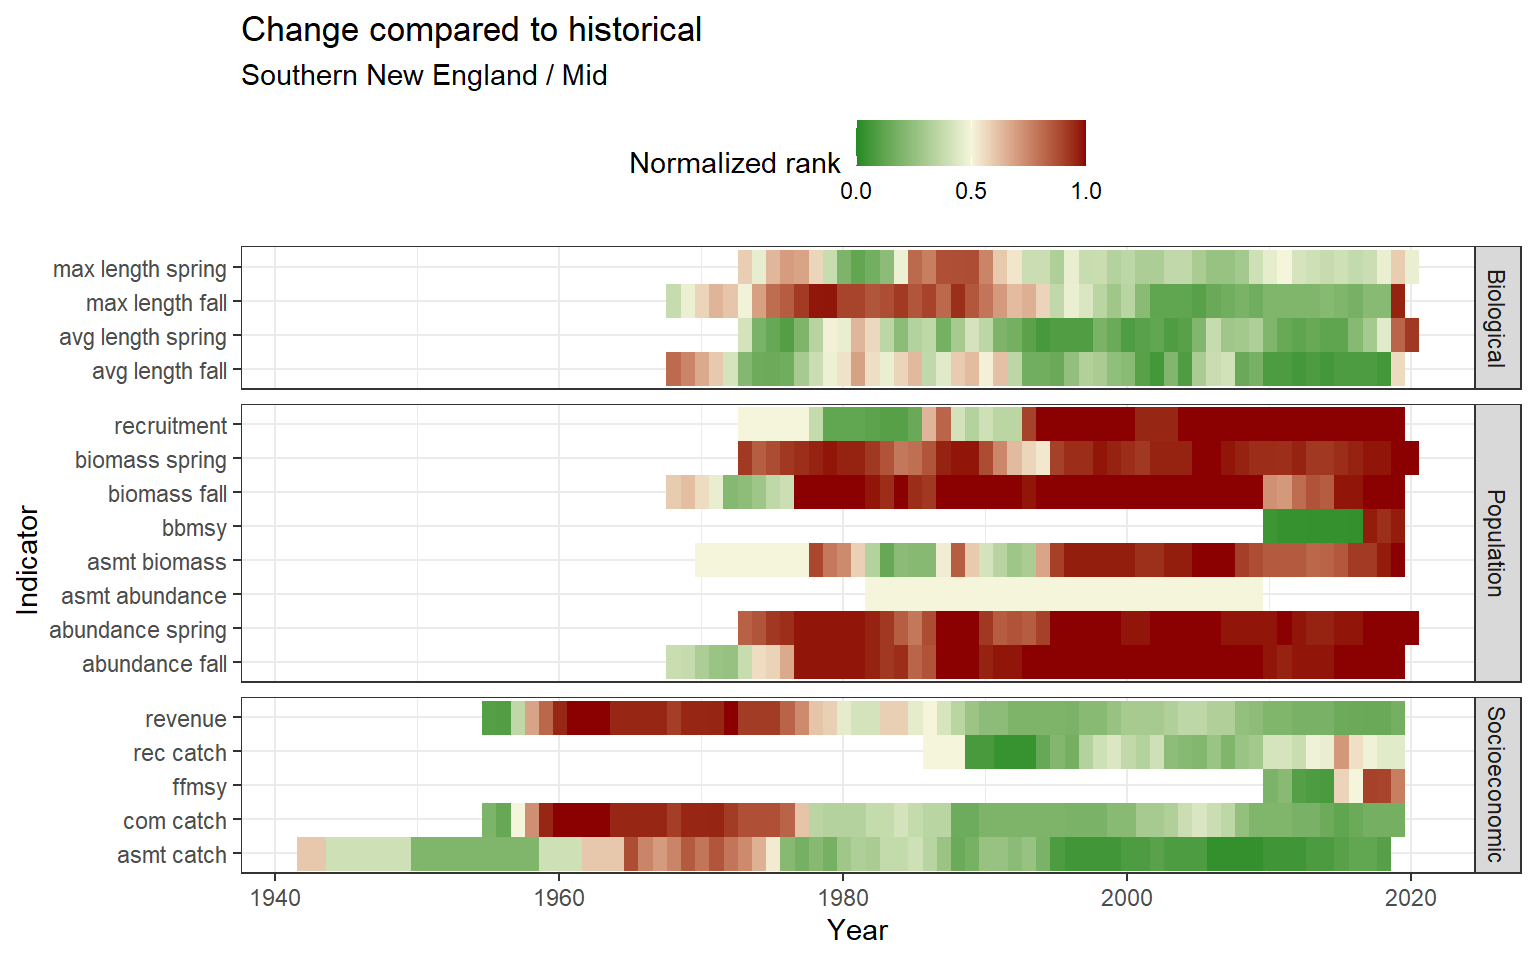 Change compared to historical
Southern New England / Mid
Normalized rank
0.0 0.5 1.0
max length spring
max length fall
avg length spring
avg length fall
Biological
recruitment
biomass spring
biomass fall
bbmsy
asmt biomass
asmt abundance
abundance spring
abundance fall
Population
revenue
rec catch
ffmsy
com catch
asmt catch
Socioeconomic
Indicator
1940 1960 1980 2000 2020
Year